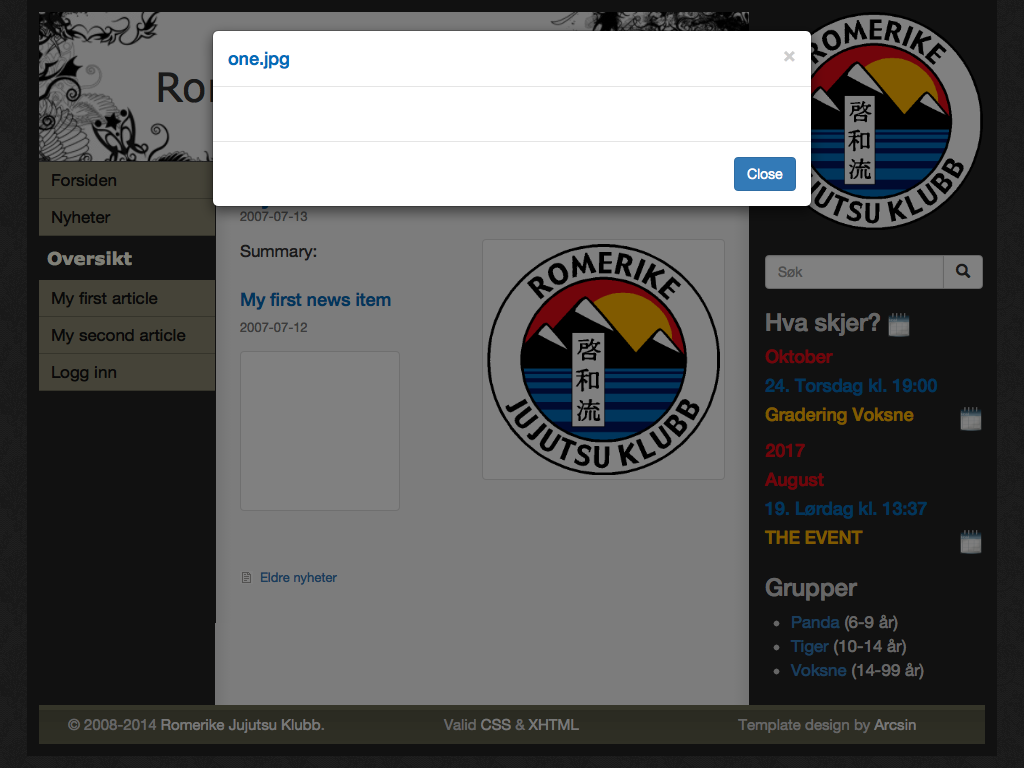 one.jpg
×
Close
Ro
ROMERIKE
啓和流
JUJUTSU KLUBB
Forsiden
Nyheter
Oversikt
My first article
My second article
Logg inn
2007-07-13
Summary:
My first news item
2007-07-12
ROMERIKE
啓和流
JUJUTSU KLUBB
Eldre nyheter
Søk
Hva skjer?
Oktober
24. Torsdag kl. 19:00
Gradering Voksne
2017
August
19. Lørdag kl. 13:37
THE EVENT
Grupper
Panda (6-9 år)
Tiger (10-14 år)
Voksne (14-99 år)
© 2008-2014 Romerike Jujutsu Klubb.
Valid CSS & XHTML
Template design by Arcsin